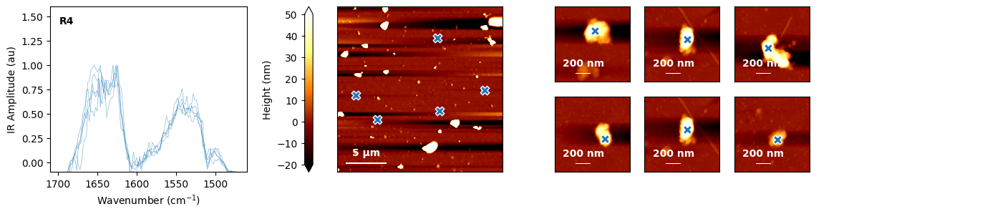 IR Amplitude (au)
1.50
1.25
1.00
0.75
0.50
0.25
0.00
R4
1700
1650
1600
1550
1500
Wavenumber (cm⁻¹)
Height (nm)
50
40
30
20
10
0
−10
−20
5 µm
200 nm
200 nm
200 nm
200 nm
200 nm
200 nm